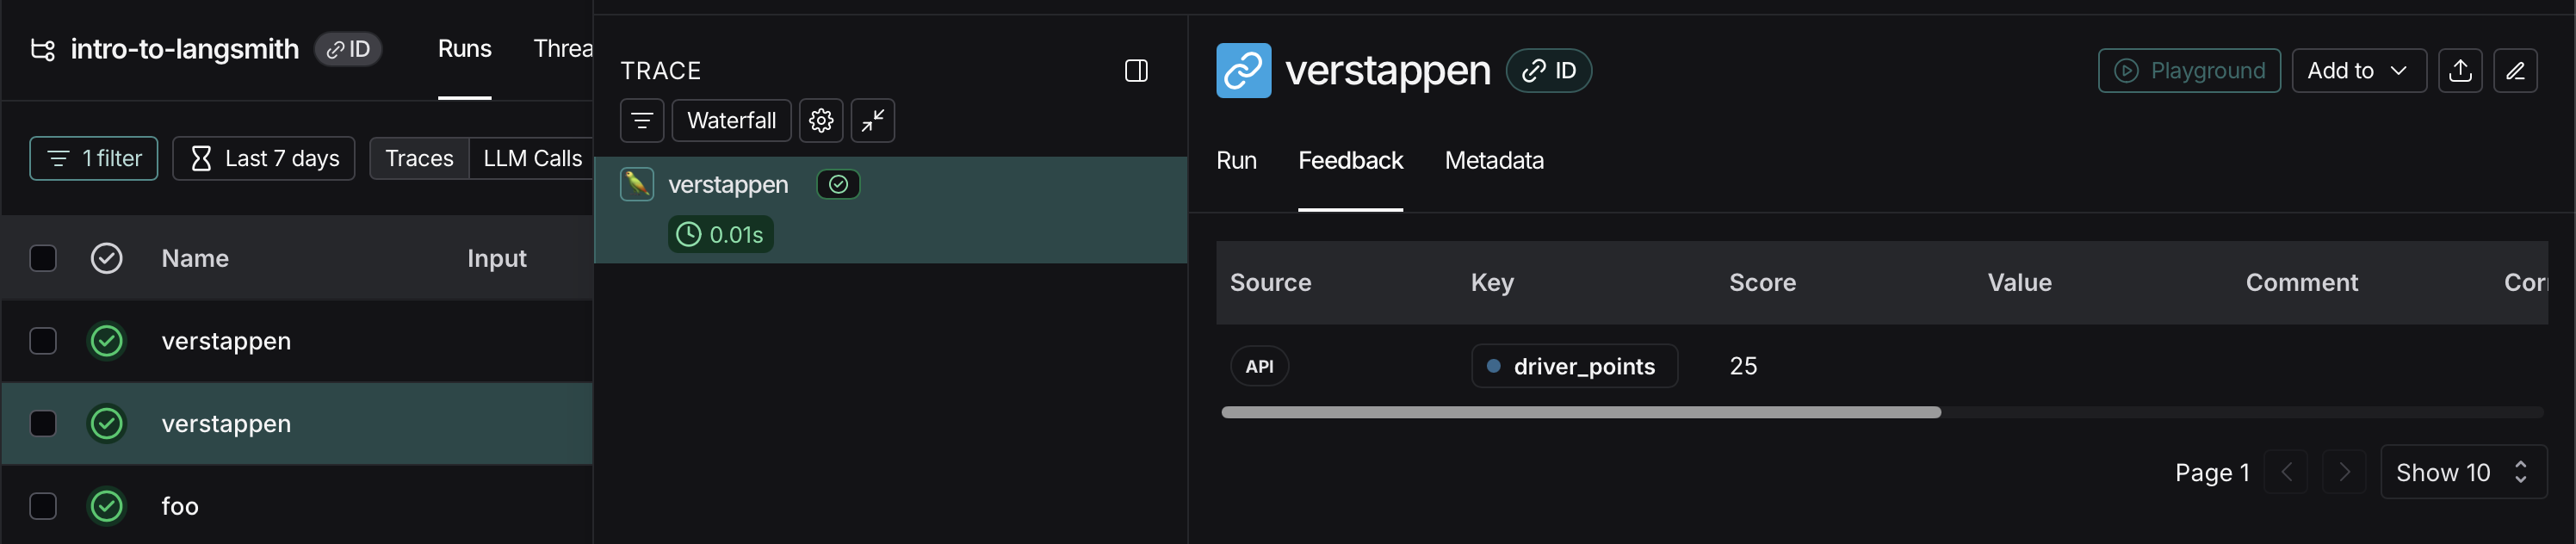 intro-to-langsmith ID Runs Threa
1 filter Last 7 days Traces LLM Calls
Name Input
verstappen
verstappen
foo
TRACE
Waterfall
verstappen
0.01s
verstappen ID Playground Add to
Run Feedback Metadata
Source Key Score Value Comment Corr
API driver_points 25
Page 1 Show 10